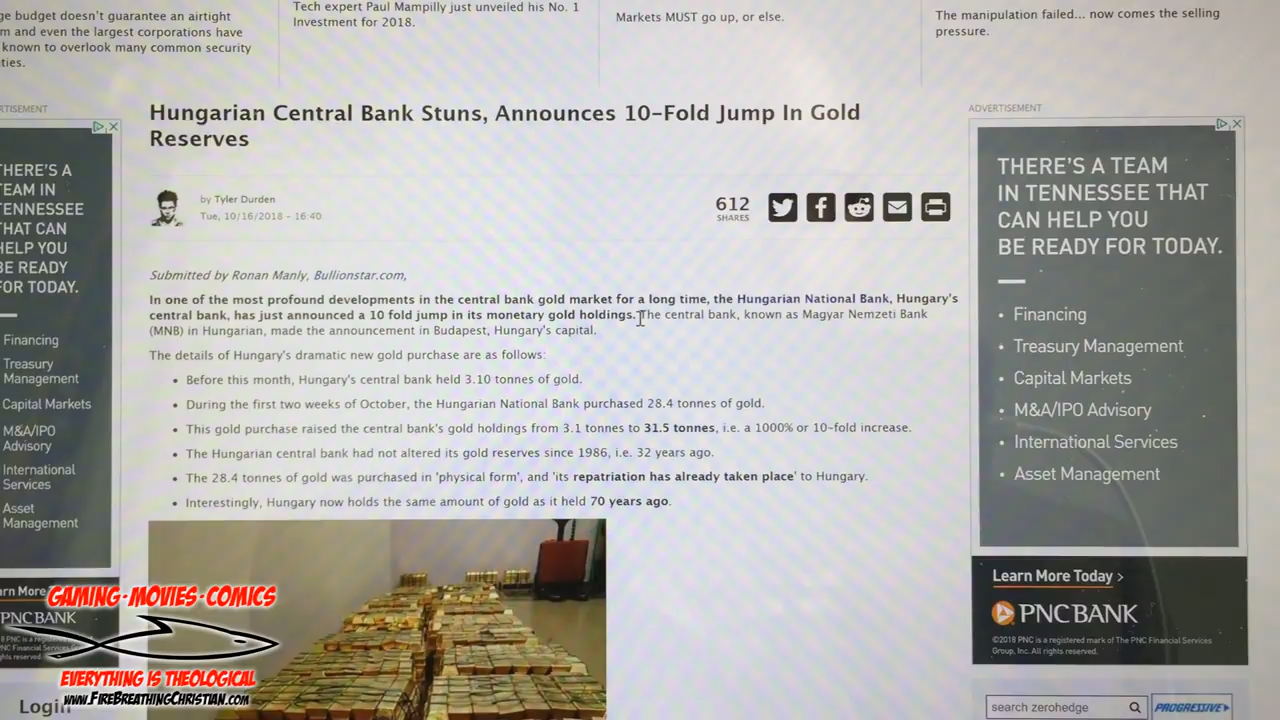 ge budget doesn't guarantee an airtight
m and even the largest corporations have
known to overlook many common security
ties.
Tech expert Paul Mampilly just unveiled his No. 1
Investment for 2018.
Markets MUST go up, or else.
The manipulation failed... now comes the selling
pressure.
RTISEMENT
THERE'S A
TEAM IN
TENNESSEE
THAT CAN
HELP YOU
BE READY
FOR TODAY.
Financing
Treasury
Management
Capital Markets
M&A/IPO
Advisory
International
Services
Asset
Management
arn More
PNC BANK
8 PNC is a registe
NC Financial Serv
ghts reserved.
Hungarian Central Bank Stuns, Announces 10-Fold Jump In Gold
Reserves
by Tyler Durden
Tue, 10/16/2018 - 16:40
612
SHARES
Submitted by Ronan Manly, Bullionstar.com,
In one of the most profound developments in the central bank gold market for a long time, the Hungarian National Bank, Hungary's
central bank, has just announced a 10 fold jump in its monetary gold holdings. The central bank, known as Magyar Nemzeti Bank
(MNB) in Hungarian, made the announcement in Budapest, Hungary's capital.
The details of Hungary's dramatic new gold purchase are as follows:
• Before this month, Hungary's central bank held 3.10 tonnes of gold.
• During the first two weeks of October, the Hungarian National Bank purchased 28.4 tonnes of gold.
• This gold purchase raised the central bank's gold holdings from 3.1 tonnes to 31.5 tonnes, i.e. a 1000% or 10-fold increase.
• The Hungarian central bank had not altered its gold reserves since 1986, i.e. 32 years ago.
• The 28.4 tonnes of gold was purchased in 'physical form', and 'its repatriation has already taken place' to Hungary.
• Interestingly, Hungary now holds the same amount of gold as it held 70 years ago.
ADVERTISEMENT
THERE'S A TEAM
IN TENNESSEE THAT
CAN HELP YOU
BE READY FOR TODAY.
• Financing
• Treasury Management
• Capital Markets
• M&A/IPO Advisory
• International Services
• Asset Management
Learn More Today >
PNC BANK
©2018 PNC is a registered mark of The PNC Financial Services
Group, Inc. All rights reserved.
search zerohedge
PROGRESSIVE
GAMING·MOVIES·COMICS
EVERYTHING IS THEOLOGICAL
www.FIREBREATHINGCHRISTIAN.com
Login